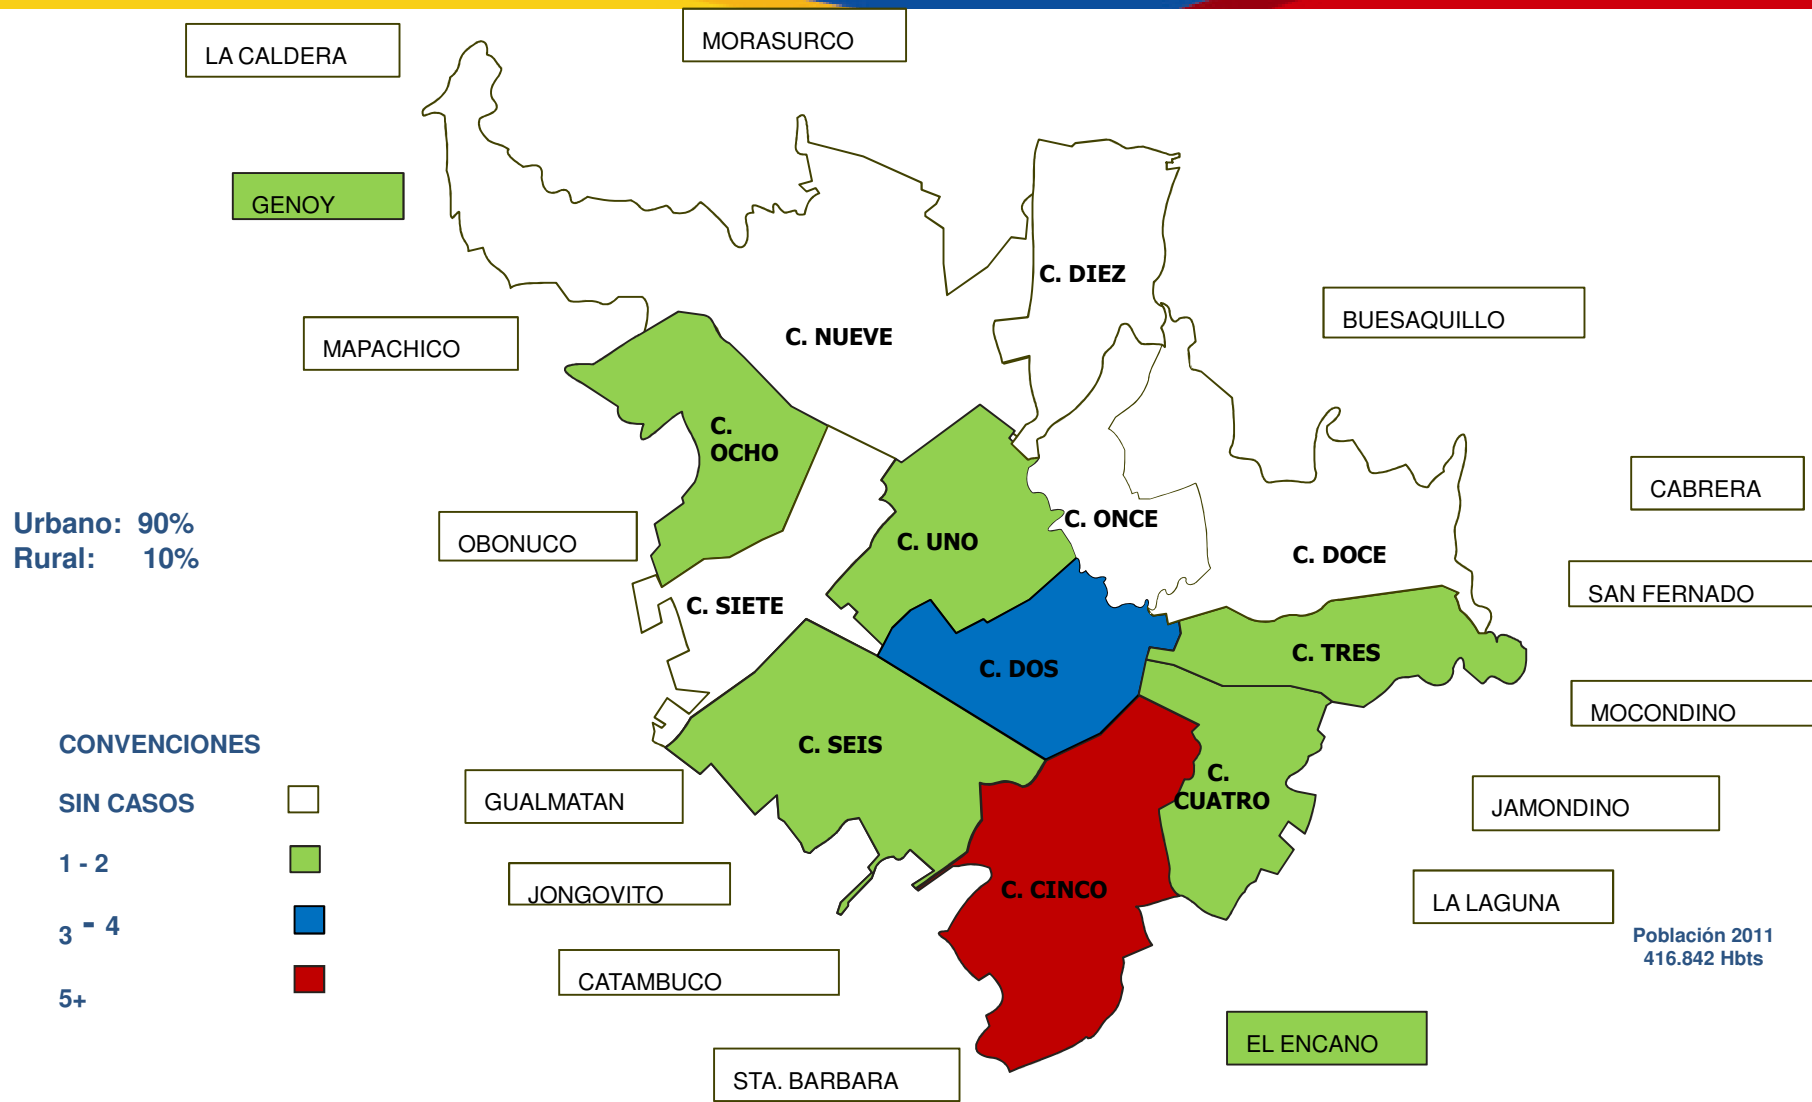 LA CALDERA
MORASURCO
GENOY
C. DIEZ
BUESAQUILLO
MAPACHICO
C. NUEVE
C.
OCHO
CABRERA
Urbano: 90%
Rural: 10%
OBONUCO
C. UNO
C. ONCE
C. DOCE
SAN FERNADO
C. SIETE
C. DOS
C. TRES
MOCONDINO
CONVENCIONES
SIN CASOS
1 - 2
3 - 4
5+
C. SEIS
C.
CUATRO
GUALMATAN
JAMONDINO
JONGOVITO
C. CINCO
LA LAGUNA
Población 2011
416.842 Hbts
CATAMBUCO
EL ENCANO
STA. BARBARA